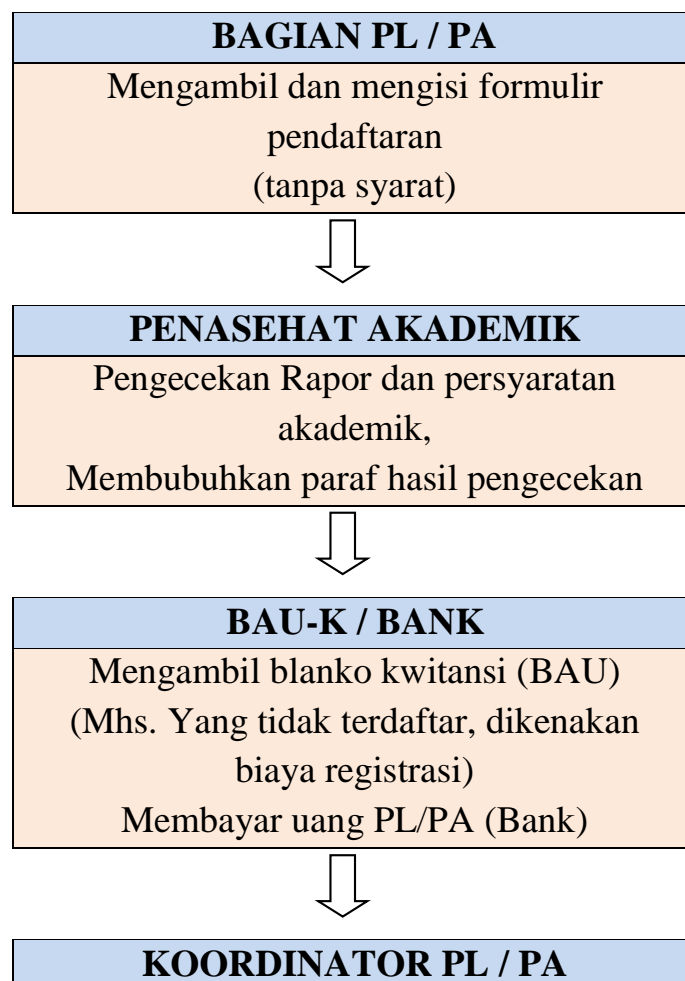 BAGIAN PL / PA
Mengambil dan mengisi formulir
pendaftaran
(tanpa syarat)
PENASEHAT AKADEMIK
Pengecekan Rapor dan persyaratan
akademik,
Membubuhkan paraf hasil pengecekan
BAU-K / BANK
Mengambil blanko kwitansi (BAU)
(Mhs. Yang tidak terdaftar, dikenakan
biaya registrasi)
Membayar uang PL/PA (Bank)
KOORDINATOR PL / PA